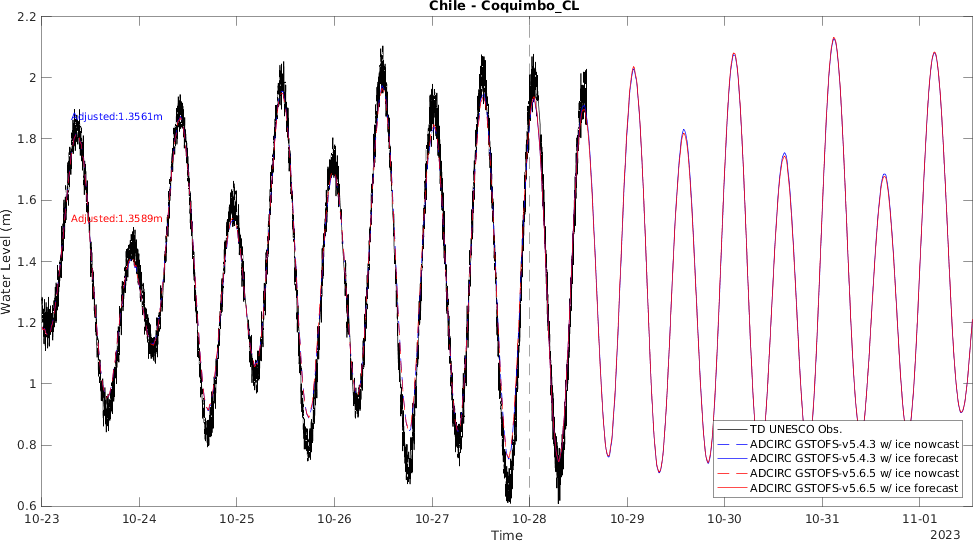 Chile - Coquimbo_CL
2.2
2
1.8
1.6
1.4
1.2
1
0.8
0.6
Water Level (m)
Adjusted:1.3561m
Adjusted:1.3589m
TD UNESCO Obs.
ADCIRC GSTOFS-v5.4.3 w/ ice nowcast
ADCIRC GSTOFS-v5.4.3 w/ ice forecast
ADCIRC GSTOFS-v5.6.5 w/ ice nowcast
ADCIRC GSTOFS-v5.6.5 w/ ice forecast
10-23 10-24 10-25 10-26 10-27 10-28 10-29 10-30 10-31 11-01
Time
2023